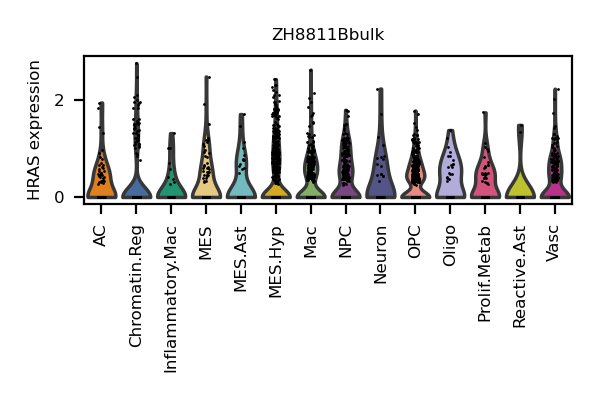 ZH8811Bbulk
HRAS expression
2
0
AC
Chromatin.Reg
Inflammatory.Mac
MES
MES.Ast
MES.Hyp
Mac
NPC
Neuron
OPC
Oligo
Prolif.Metab
Reactive.Ast
Vasc